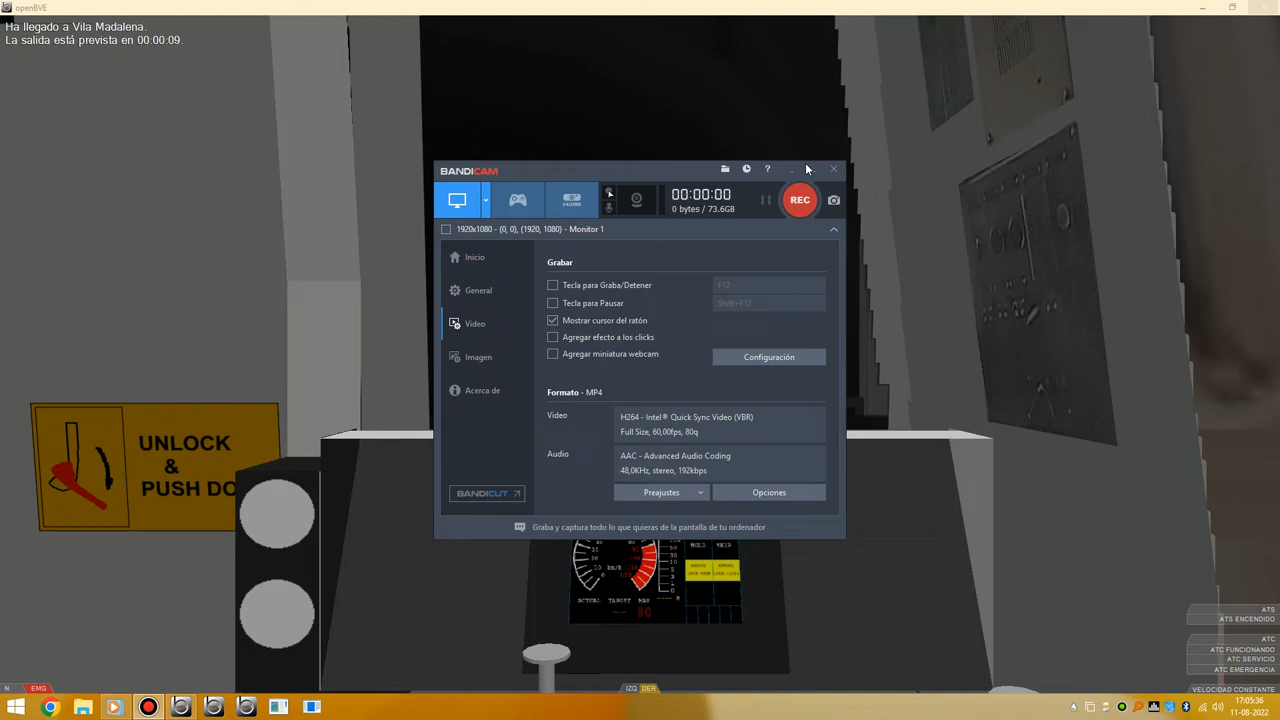 openBVE
Ha llegado a Vila Madalena.
La salida está prevista en 00:00:09.
BANDICAM
?
00:00:00
0 bytes / 73.6GB
REC
1920x1080 - (0, 0), (1920, 1080) - Monitor 1
Inicio
General
Video
Imagen
Acerca de
BANDICUT
Grabar
Tecla para Graba/Detener
F12
Tecla para Pausar
Shift+F12
Mostrar cursor del ratón
Agregar efecto a los clicks
Agregar miniatura webcam
Configuración
Formato - MP4
Video
H264 - Intel® Quick Sync Video (VBR)
Full Size, 60,00fps, 80q
Audio
AAC - Advanced Audio Coding
48,0KHz, stereo, 192kbps
Preajustes
Opciones
Graba y captura todo lo que quieras de la pantalla de tu ordenador
UNLOCK
&
PUSH DO
km/h
ACTUAL TARGET MAX
80
ATS
ATS ENCENDIDO
ATC
ATC FUNCIONANDO
ATC SERVICIO
ATC EMERGENCIA
VELOCIDAD CONSTANTE
N EMG
IZQ DER
17:05:36
11-08-2022